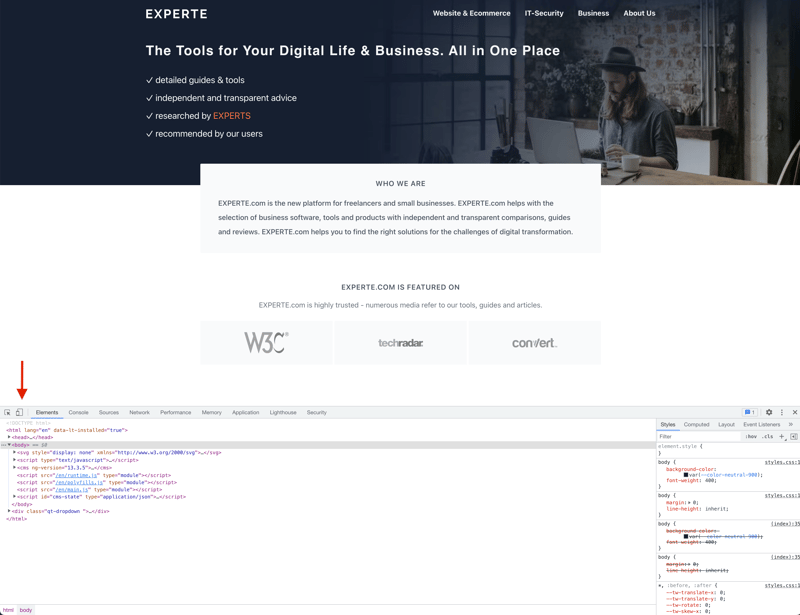 EXPERTE
Website & Ecommerce IT-Security Business About Us
The Tools for Your Digital Life & Business. All in One Place
✓ detailed guides & tools
✓ independent and transparent advice
✓ researched by EXPERTS
✓ recommended by our users
WHO WE ARE
EXPERTE.com is the new platform for freelancers and small businesses. EXPERTE.com helps with the
selection of business software, tools and products with independent and transparent comparisons, guides
and reviews. EXPERTE.com helps you to find the right solutions for the challenges of digital transformation.
EXPERTE.COM IS FEATURED ON
EXPERTE.com is highly trusted - numerous media refer to our tools, guides and articles.
W3C® techradar. convert.
Elements Console Sources Network Performance Memory Application Lighthouse Security 1
<!DOCTYPE html>
<html lang="en" data-lt-installed="true">
<head>…</head>
<body> == $0
<svg style="display: none" xmlns="http://www.w3.org/2000/svg">…</svg>
<script type="text/javascript">…</script>
<cms ng-version="13.3.5">…</cms>
<script src="/en/runtime.js" type="module"></script>
<script src="/en/polyfills.js" type="module"></script>
<script src="/en/main.js" type="module"></script>
<script id="cms-state" type="application/json">…</script>
</body>
<div class="qt-dropdown ">…</div>
</html>
html body
Styles Computed Layout Event Listeners »
Filter :hov .cls +
element.style {
}
body { styles.css:1
background-color:
var(--color-neutral-900);
font-weight: 400;
}
body { styles.css:1
margin: 0;
line-height: inherit;
}
body { (index):35
background-color:
var(--color-neutral-900);
font-weight: 400;
}
body { (index):35
margin: 0;
line-height: inherit;
}
*, :before, :after { styles.css:1
--tw-translate-x: 0;
--tw-translate-y: 0;
--tw-rotate: 0;
--tw-skew-x: 0;